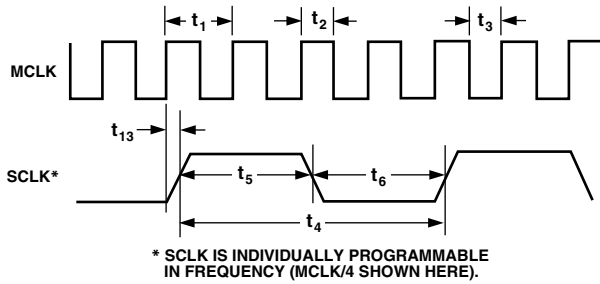 t1
t2
t3
MCLK
t13
SCLK*
t5
t6
t4
* SCLK IS INDIVIDUALLY PROGRAMMABLE
IN FREQUENCY (MCLK/4 SHOWN HERE).